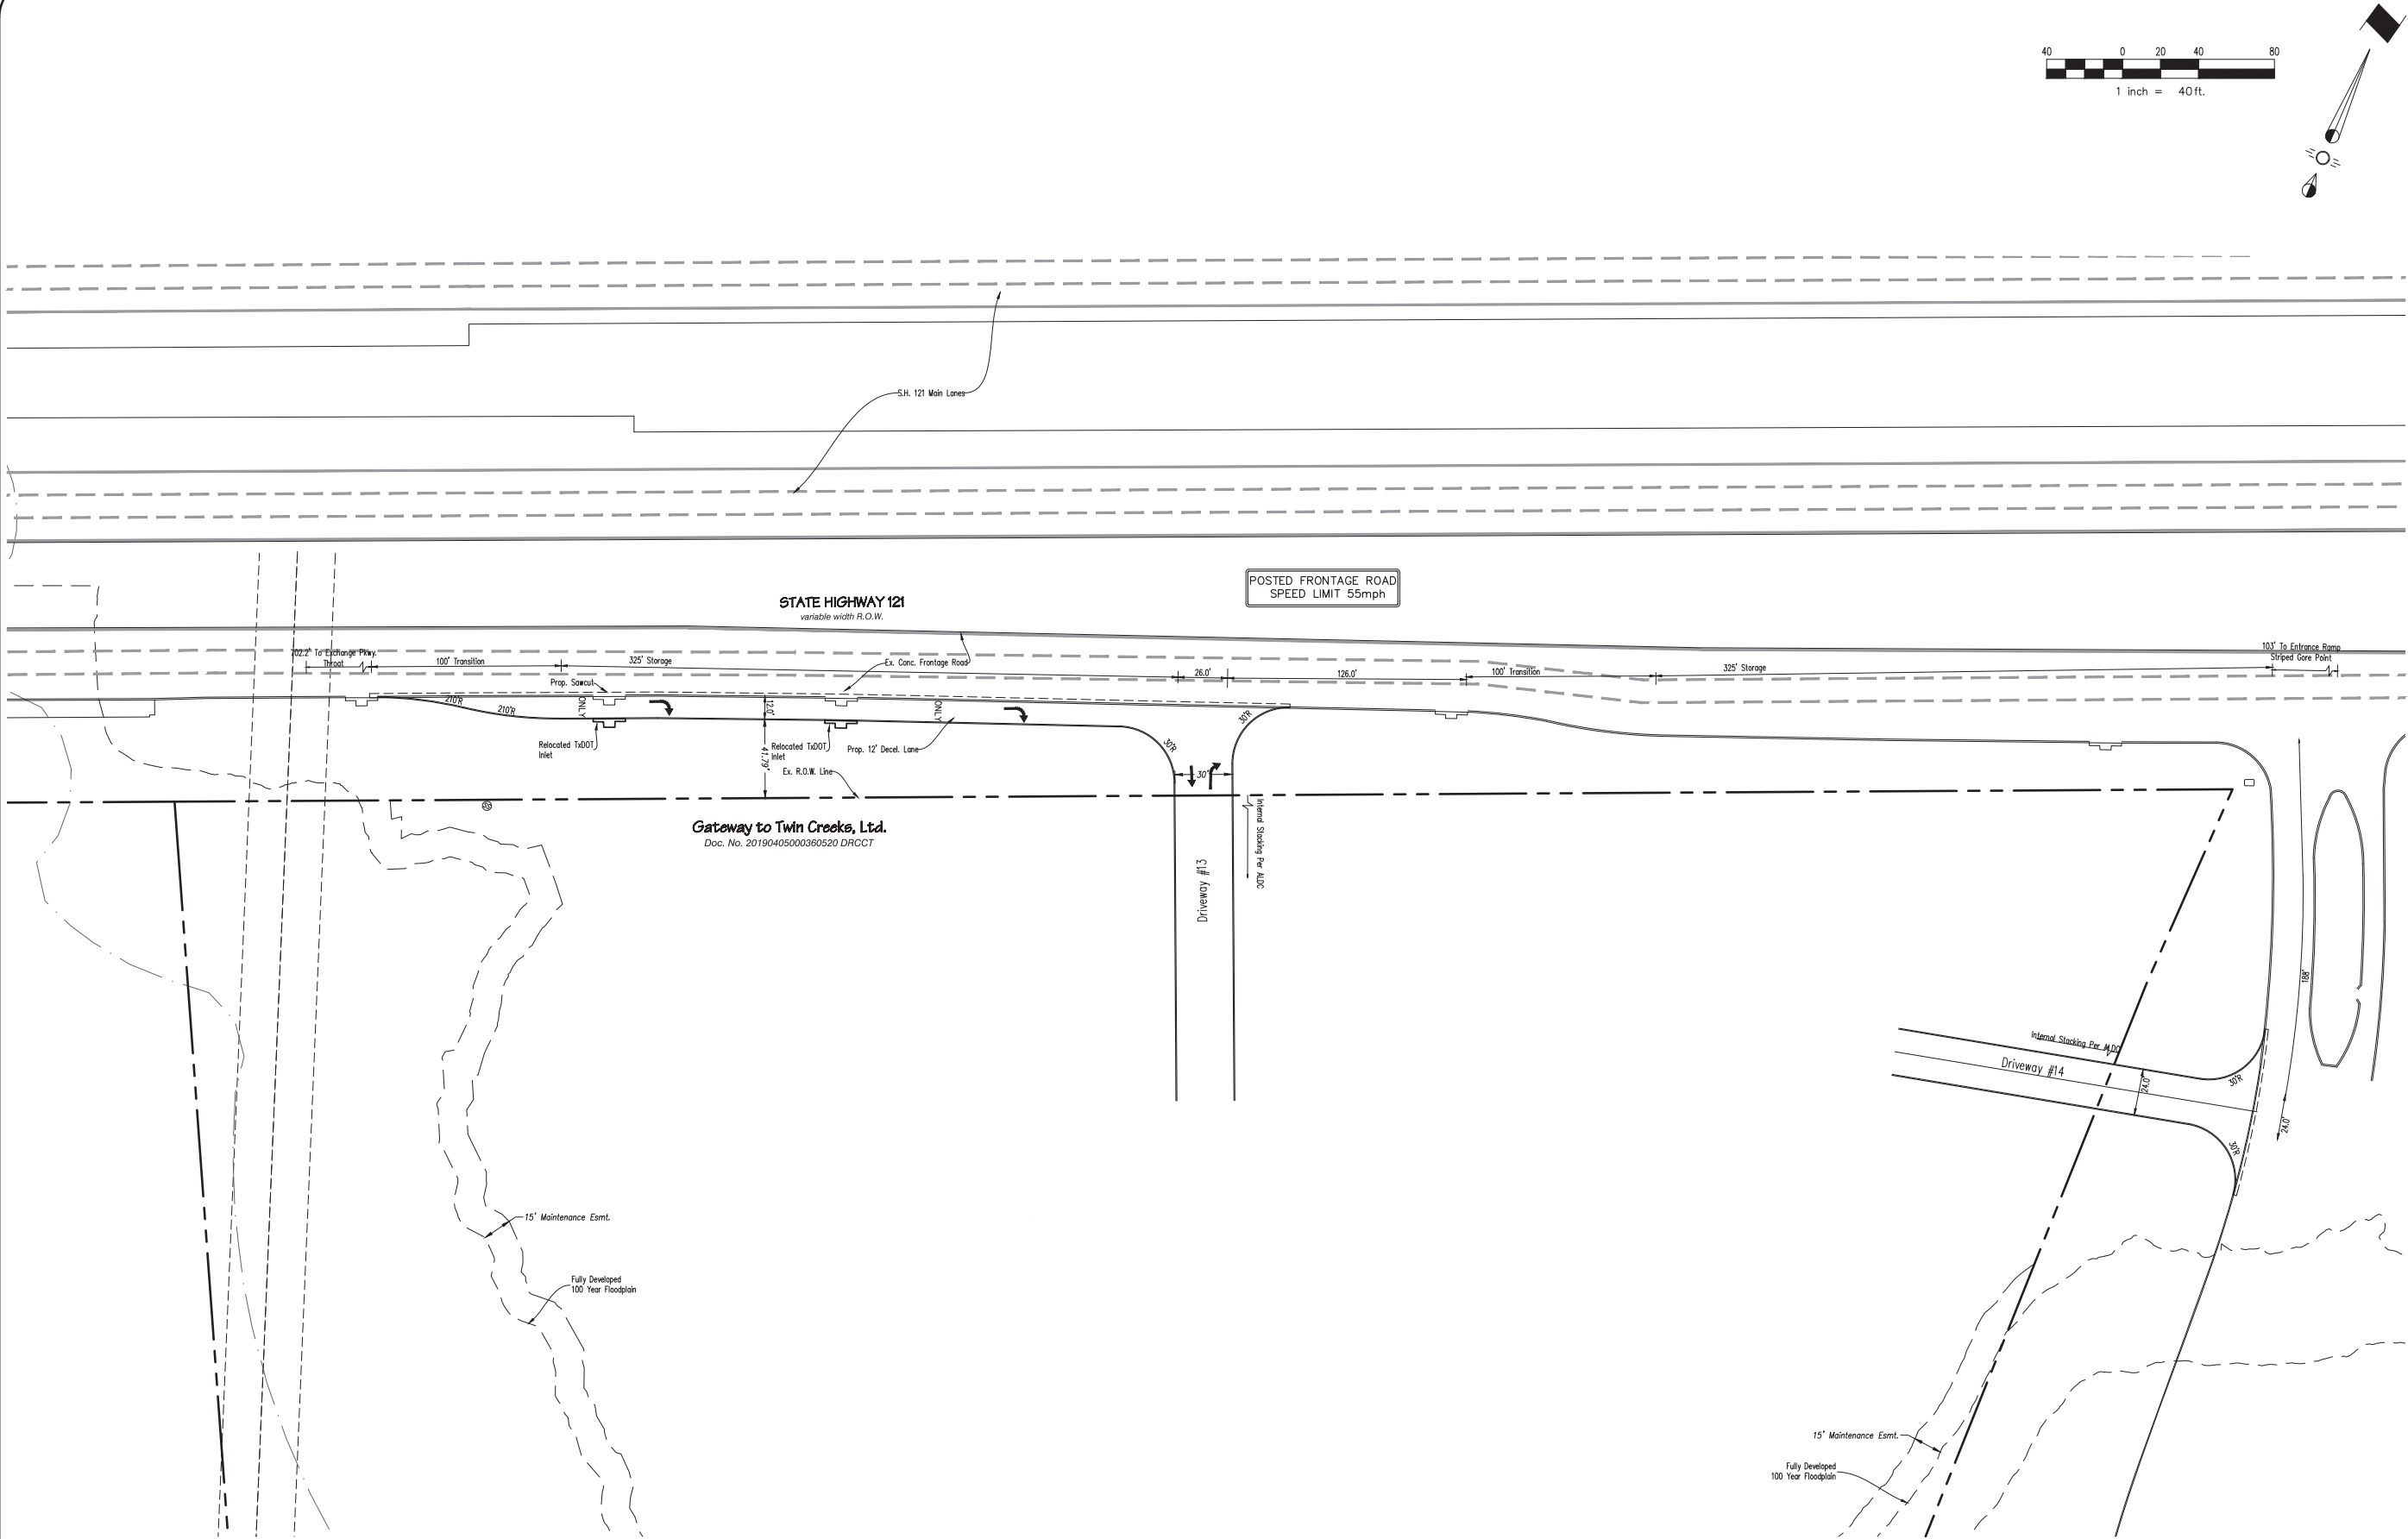 40 0 20 40 80
1 inch = 40ft.
S.H. 121 Main Lanes
POSTED FRONTAGE ROAD
SPEED LIMIT 55mph
STATE HIGHWAY 121
variable width R.O.W.
702.2' To Exchange Pkwy.
Throat
100' Transition
325' Storage
Ex. Conc. Frontage Road
26.0'
126.0'
100' Transition
325' Storage
103' To Entrance Ramp
Striped Gore Point
Prop. Sawcut
210'R
210'R
ONLY
12.0'
ONLY
30'R
30'R
Relocated TxDOT
Inlet
41.79'
Relocated TxDOT
Inlet
Prop. 12' Decel. Lane
Ex. R.O.W. Line
30'
SS
Gateway to Twin Creeks, Ltd.
Doc. No. 20190405000360520 DRCCT
Driveway #13
Internal Stacking Per ALDC
188'
Internal Stacking Per ALDC
Driveway #14
24.0'
30'R
24.0'
30'R
15' Maintenance Esmt.
Fully Developed
100 Year Floodplain
15' Maintenance Esmt.
Fully Developed
100 Year Floodplain